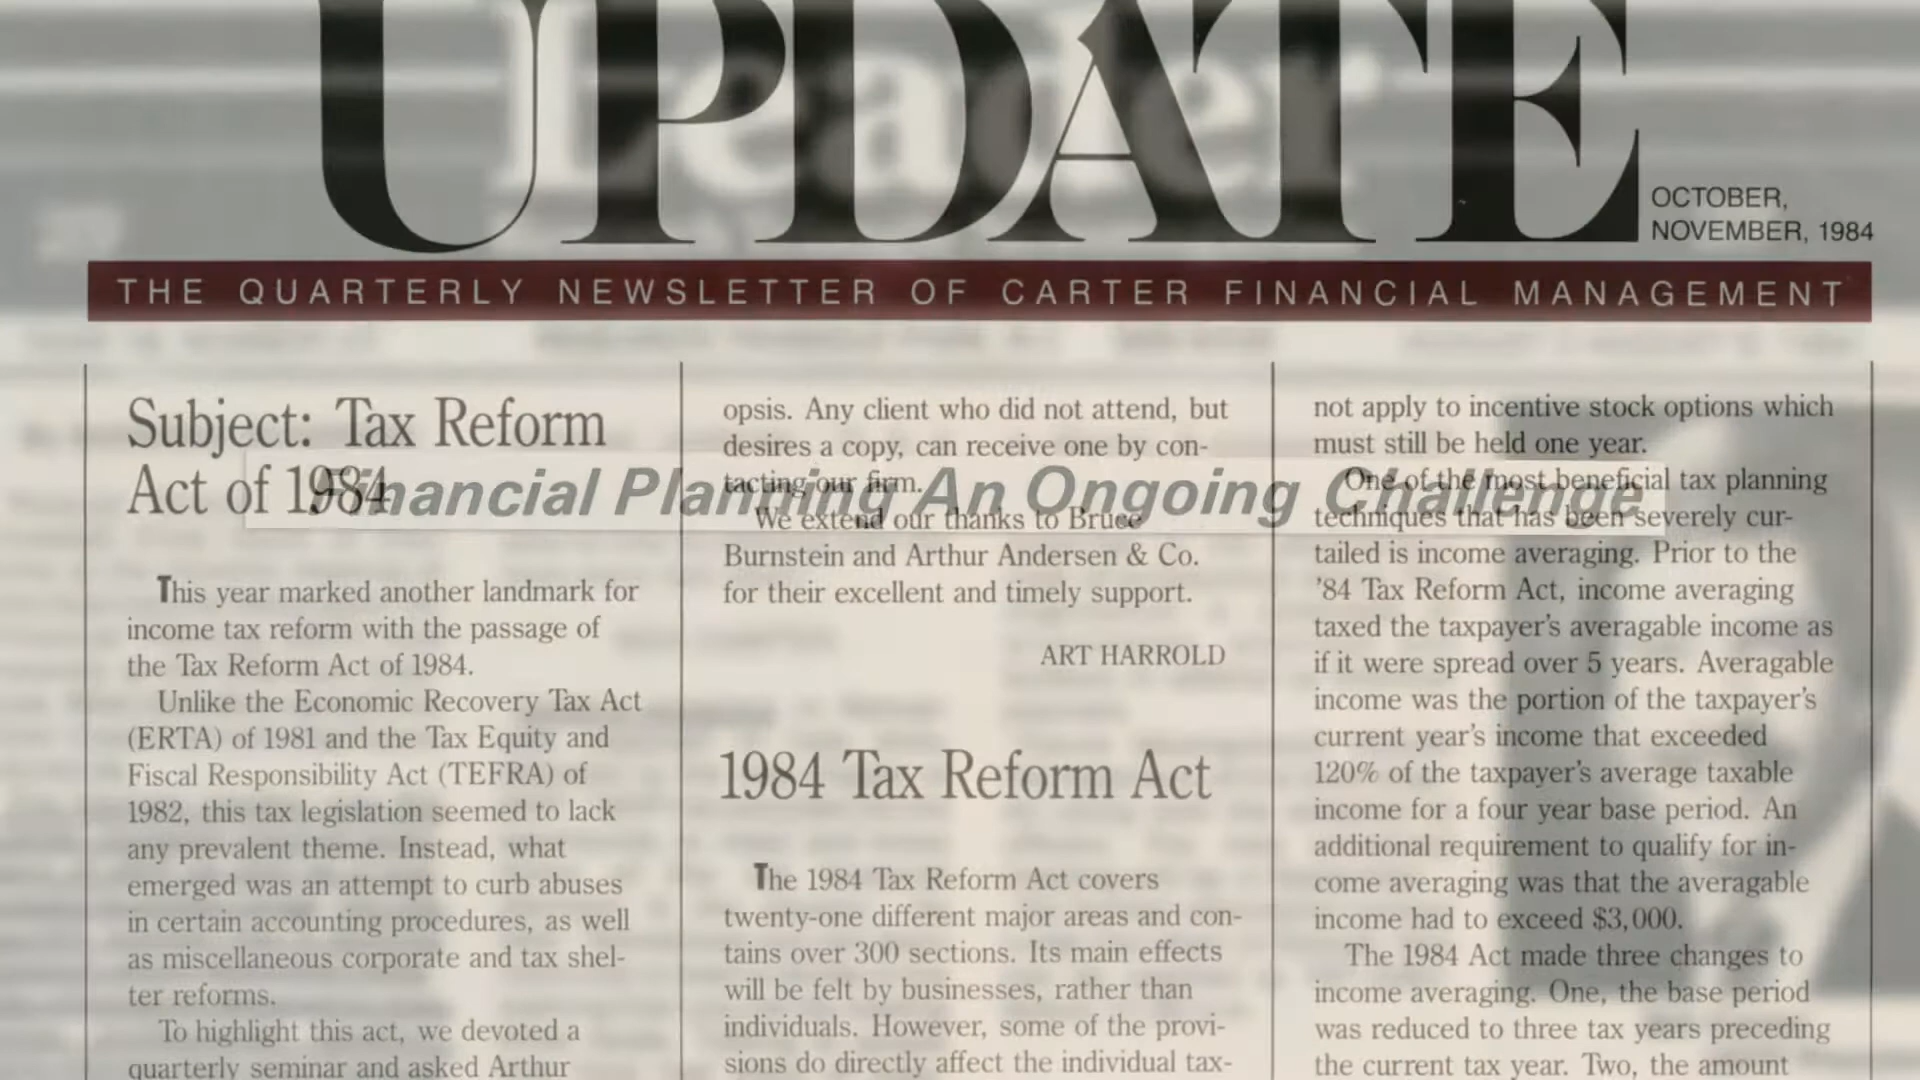 UPDATE
Leader
OCTOBER,
NOVEMBER, 1984
THE QUARTERLY NEWSLETTER OF CARTER FINANCIAL MANAGEMENT
Subject: Tax Reform
Act of 1984
This year marked another landmark for
income tax reform with the passage of
the Tax Reform Act of 1984.
Unlike the Economic Recovery Tax Act
(ERTA) of 1981 and the Tax Equity and
Fiscal Responsibility Act (TEFRA) of
1982, this tax legislation seemed to lack
any prevalent theme. Instead, what
emerged was an attempt to curb abuses
in certain accounting procedures, as well
as miscellaneous corporate and tax shel-
ter reforms.
To highlight this act, we devoted a
quarterly seminar and asked Arthur
Financial Planning An Ongoing Challenge
opsis. Any client who did not attend, but
desires a copy, can receive one by con-
tacting our firm.
We extend our thanks to Bruce
Burnstein and Arthur Andersen & Co.
for their excellent and timely support.
ART HARROLD
1984 Tax Reform Act
The 1984 Tax Reform Act covers
twenty-one different major areas and con-
tains over 300 sections. Its main effects
will be felt by businesses, rather than
individuals. However, some of the provi-
sions do directly affect the individual tax-
not apply to incentive stock options which
must still be held one year.
One of the most beneficial tax planning
techniques that has been severely cur-
tailed is income averaging. Prior to the
'84 Tax Reform Act, income averaging
taxed the taxpayer's averagable income as
if it were spread over 5 years. Averagable
income was the portion of the taxpayer's
current year's income that exceeded
120% of the taxpayer's average taxable
income for a four year base period. An
additional requirement to qualify for in-
come averaging was that the averagable
income had to exceed $3,000.
The 1984 Act made three changes to
income averaging. One, the base period
was reduced to three tax years preceding
the current tax year. Two, the amount